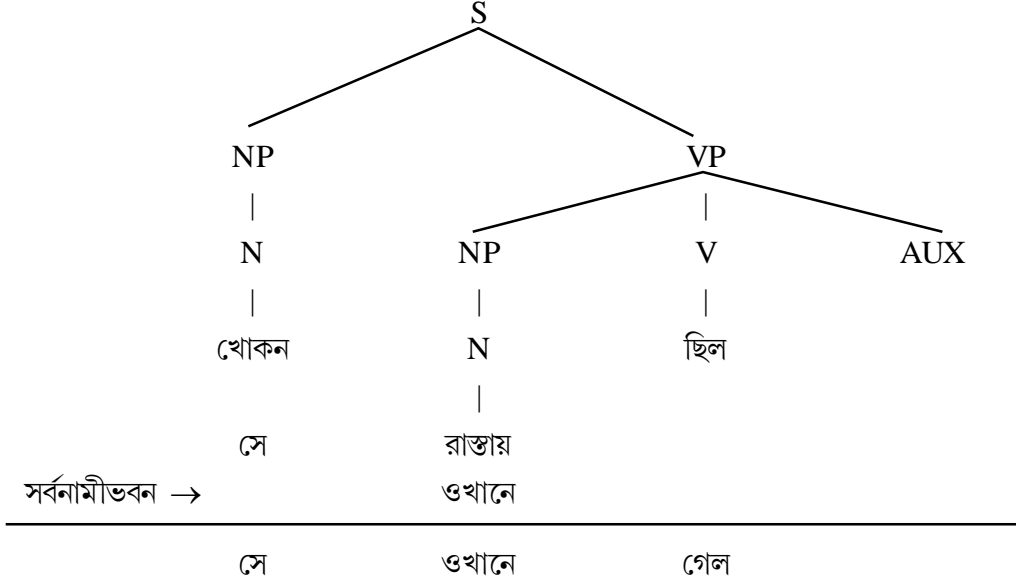 S
NP VP
| |
N NP V AUX
| | |
খোকন N ছিল
|
সে রাস্তায়
সর্বনামীভবন → ওখানে
সে ওখানে গেল